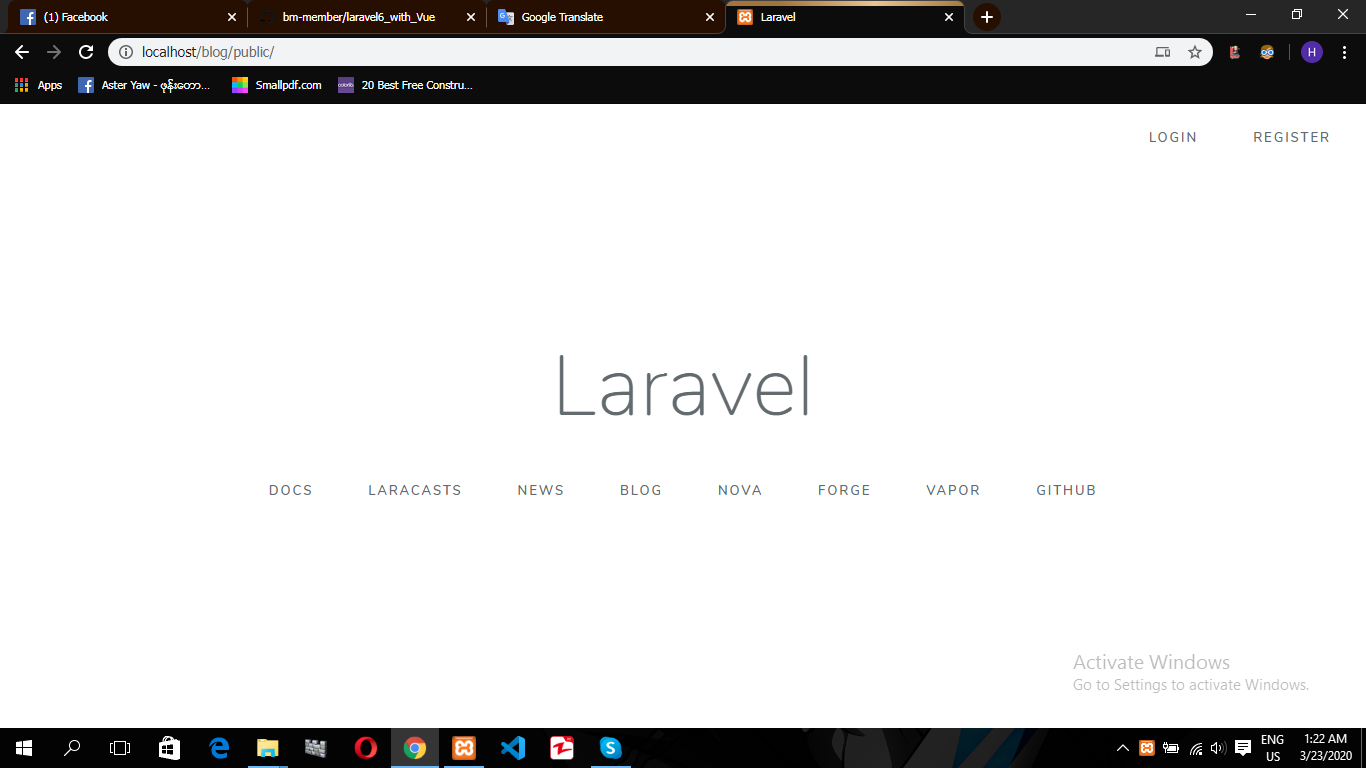 (1) Facebook
bm-member/laravel6_with_Vue
Google Translate
Laravel
localhost/blog/public/
H
Apps
Aster Yaw - ဖုန်းဘေ...
Smallpdf.com
20 Best Free Constru...
LOGIN
REGISTER
Laravel
DOCS
LARACASTS
NEWS
BLOG
NOVA
FORGE
VAPOR
GITHUB
Activate Windows
Go to Settings to activate Windows.
ENG
US
1:22 AM
3/23/2020